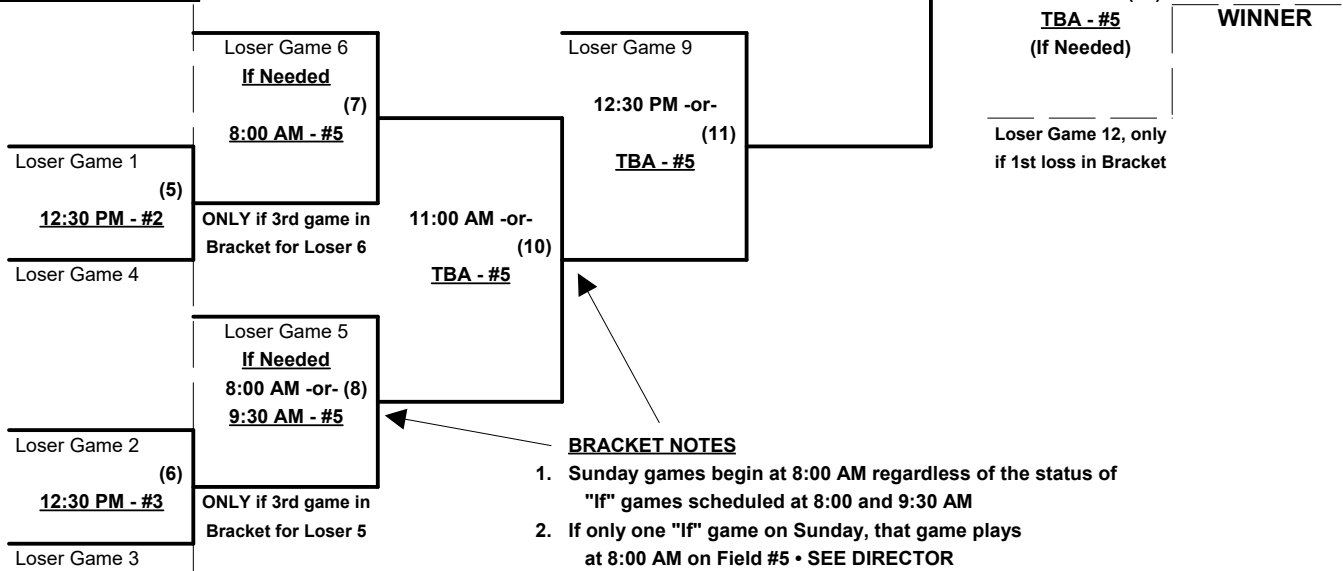 TBA - #5
WINNER
(If Needed)
Loser Game 6
If Needed
(7)
8:00 AM - #5
Loser Game 9
12:30 PM -or-
(11)
TBA - #5
Loser Game 12, only
if 1st loss in Bracket
Loser Game 1
(5)
12:30 PM - #2
ONLY if 3rd game in
Bracket for Loser 6
11:00 AM -or-
(10)
TBA - #5
Loser Game 4
Loser Game 5
If Needed
8:00 AM -or- (8)
9:30 AM - #5
Loser Game 2
(6)
12:30 PM - #3
ONLY if 3rd game in
Bracket for Loser 5
Loser Game 3
BRACKET NOTES
1. Sunday games begin at 8:00 AM regardless of the status of
"If" games scheduled at 8:00 and 9:30 AM
2. If only one "If" game on Sunday, that game plays
at 8:00 AM on Field #5 • SEE DIRECTOR